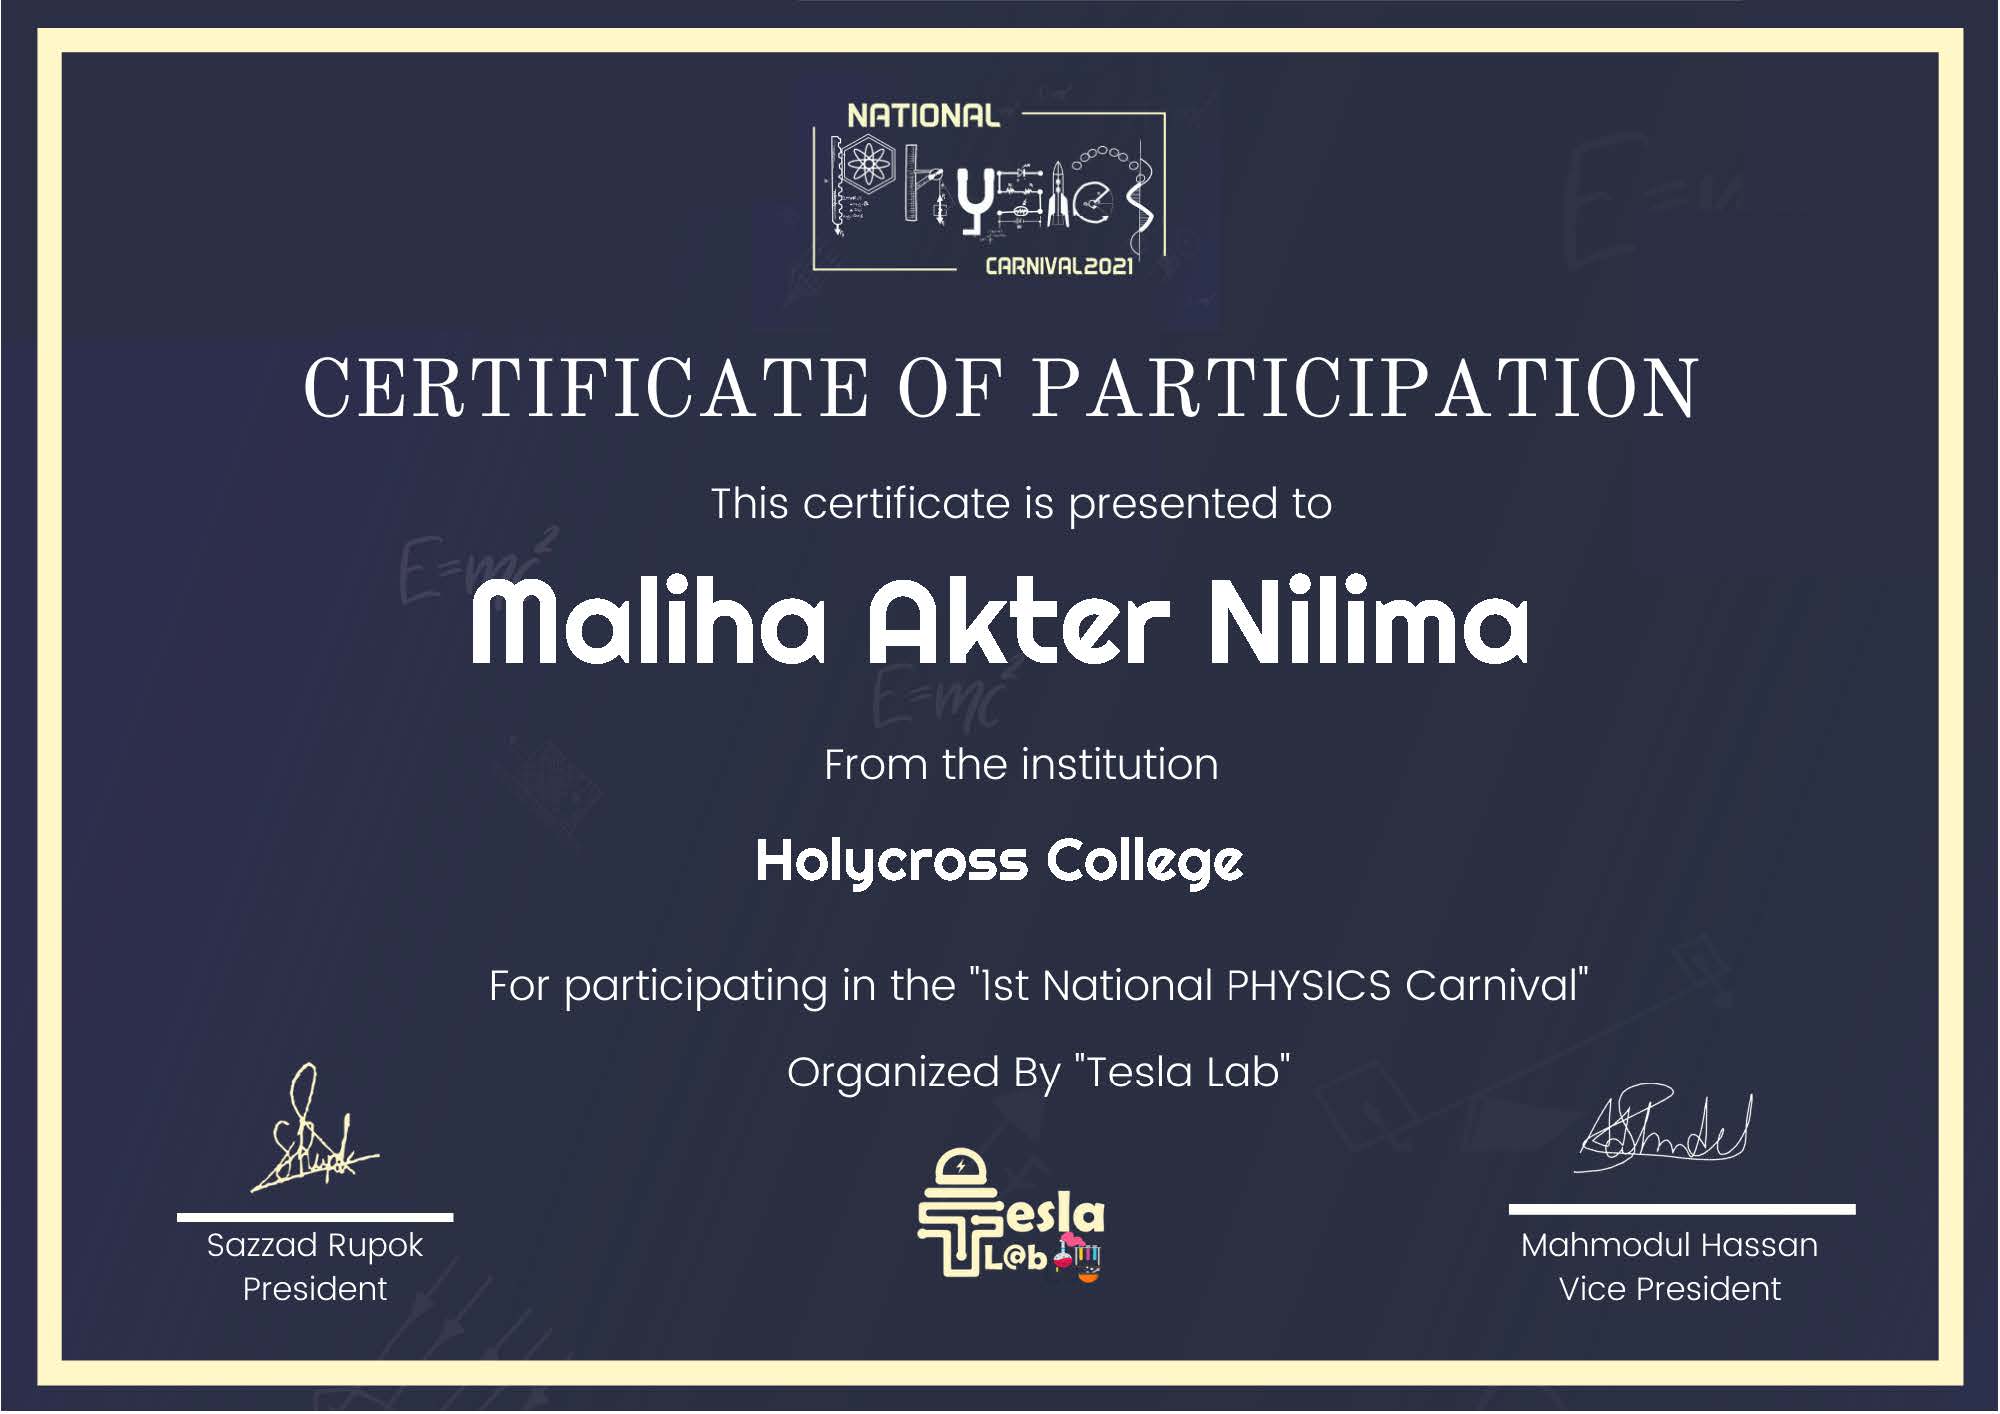 NATIONAL
Physics
CARNIVAL2021
E=m
CERTIFICATE OF PARTICIPATION
This certificate is presented to
E=mc²
Maliha Akter Nilima
E=mc²
From the institution
Holycross College
For participating in the "1st National PHYSICS Carnival"
Organized By "Tesla Lab"
Tesla
L@b
Sazzad Rupok
President
Mahmodul Hassan
Vice President